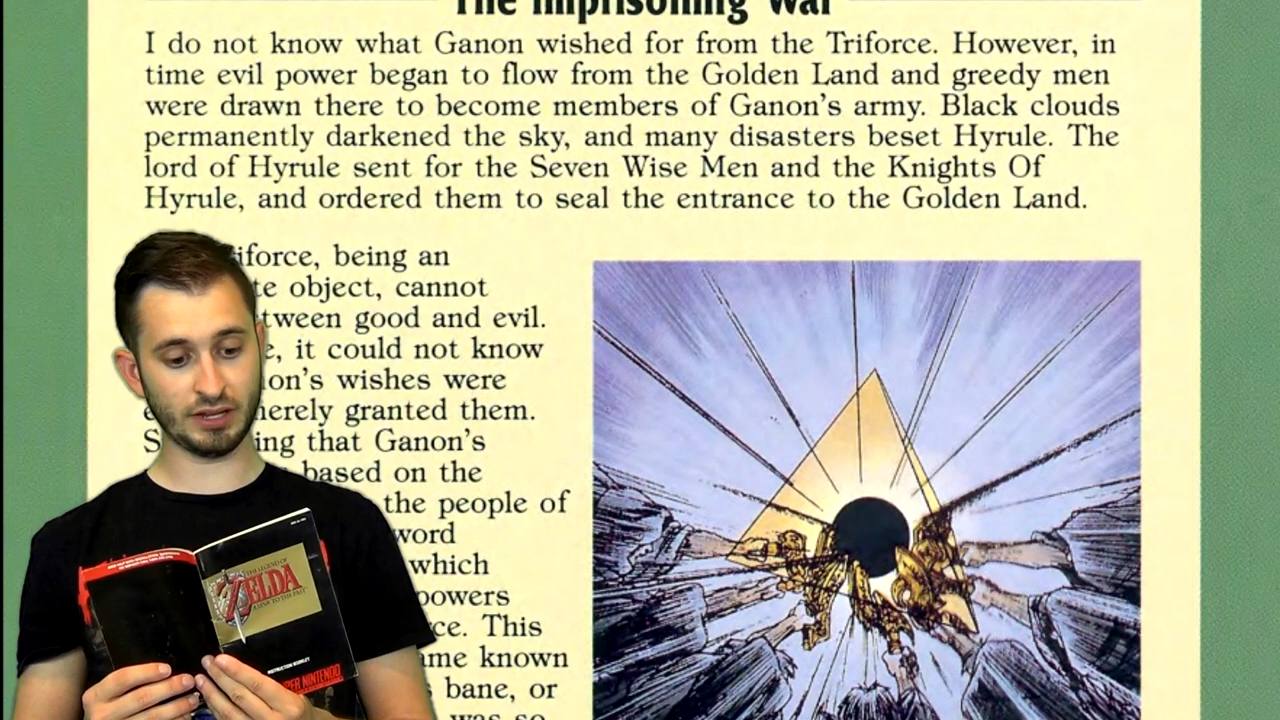 The Imprisoning War
I do not know what Ganon wished for from the Triforce. However, in
time evil power began to flow from the Golden Land and greedy men
were drawn there to become members of Ganon's army. Black clouds
permanently darkened the sky, and many disasters beset Hyrule. The
lord of Hyrule sent for the Seven Wise Men and the Knights Of
Hyrule, and ordered them to seal the entrance to the Golden Land.
iforce, being an
te object, cannot
tween good and evil.
e, it could not know
on's wishes were
e nerely granted them.
S ing that Ganon's
based on the
the people of
word
which
powers
ce. This
ame known
s bane, or
was so
THE LEGEND OF
ZELDA
A LINK TO THE PAST
INSTRUCTION BOOKLET
SUPER NINTENDO